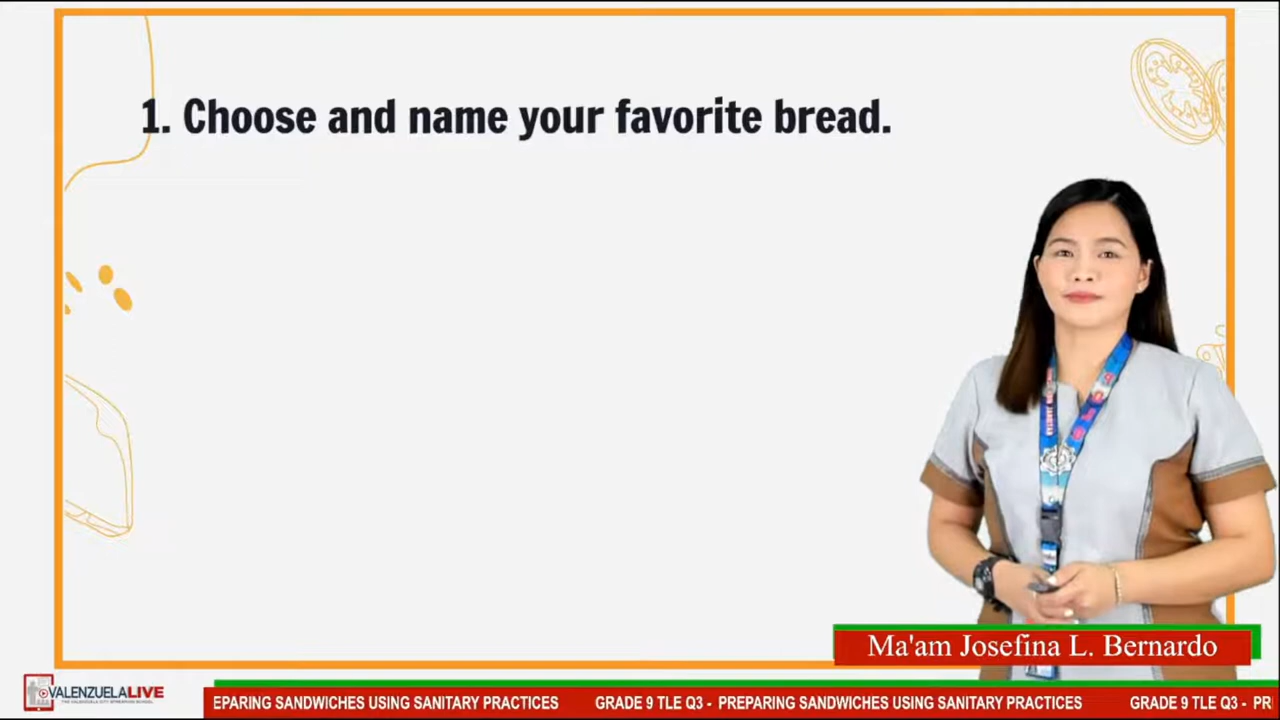 1. Choose and name your favorite bread.
Ma'am Josefina L. Bernardo
VALENZUELALIVE
EPARING SANDWICHES USING SANITARY PRACTICES GRADE 9 TLE Q3 - PREPARING SANDWICHES USING SANITARY PRACTICES GRADE 9 TLE Q3 - PR